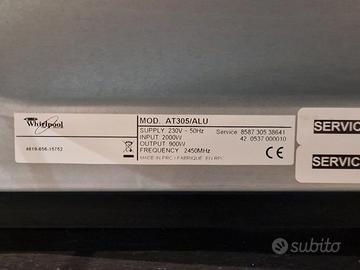 Whirlpool
4619-656-15752
MOD. AT305/ALU
SUPPLY 230V ~ 50Hz
INPUT 2000W
OUTPUT 900W
FREQUENCY 2450MHz
MADE IN PRC / FABRIQUE EN RPC
Service 8587 305 38641
42 0537 000010
SERVIC
SERVIC
subito